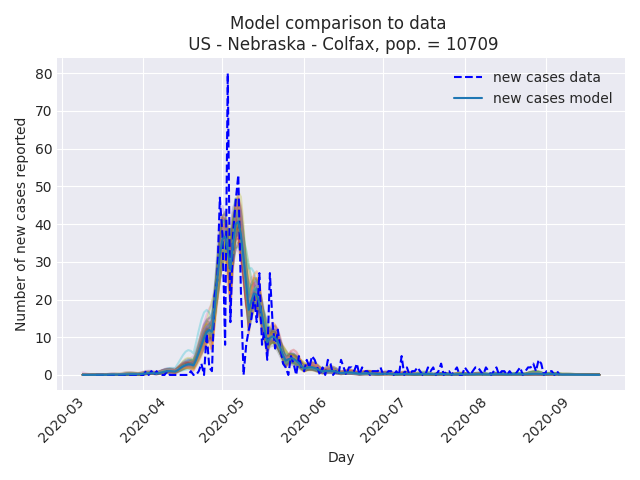 Model comparison to data
US - Nebraska - Colfax, pop. = 10709
new cases data
new cases model
Number of new cases reported
80
70
60
50
40
30
20
10
0
2020-03
2020-04
2020-05
2020-06
2020-07
2020-08
2020-09
Day